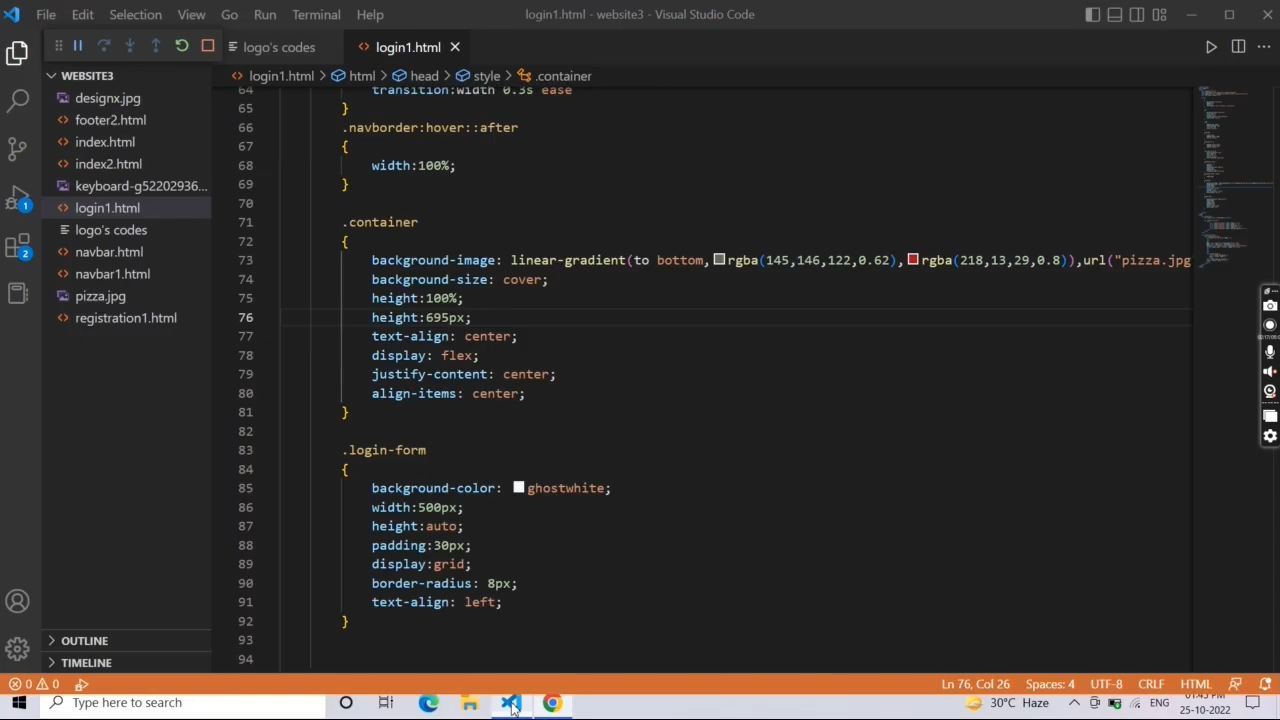 File Edit Selection View Go Run Terminal Help
login1.html - website3 - Visual Studio Code
logo's codes
login1.html
WEBSITE3
login1.html > html > head > style > .container
designx.jpg
footer2.html
index.html
index2.html
keyboard-g52202936...
login1.html
logo's codes
navbar.html
navbar1.html
pizza.jpg
registration1.html
OUTLINE
TIMELINE
1
2
64 transition:width 0.3s ease
65 }
66 .navborder:hover::after
67 {
68 width:100%;
69 }
70
71 .container
72 {
73 background-image: linear-gradient(to bottom,rgba(145,146,122,0.62),rgba(218,13,29,0.8)),url("pizza.jpg
74 background-size: cover;
75 height:100%;
76 height:695px;
77 text-align: center;
78 display: flex;
79 justify-content: center;
80 align-items: center;
81 }
82
83 .login-form
84 {
85 background-color: ghostwhite;
86 width:500px;
87 height:auto;
88 padding:30px;
89 display:grid;
90 border-radius: 8px;
91 text-align: left;
92 }
93
94
0 0
Ln 76, Col 26 Spaces: 4 UTF-8 CRLF HTML
Type here to search
30°C Haze
ENG
01:45 PM
25-10-2022